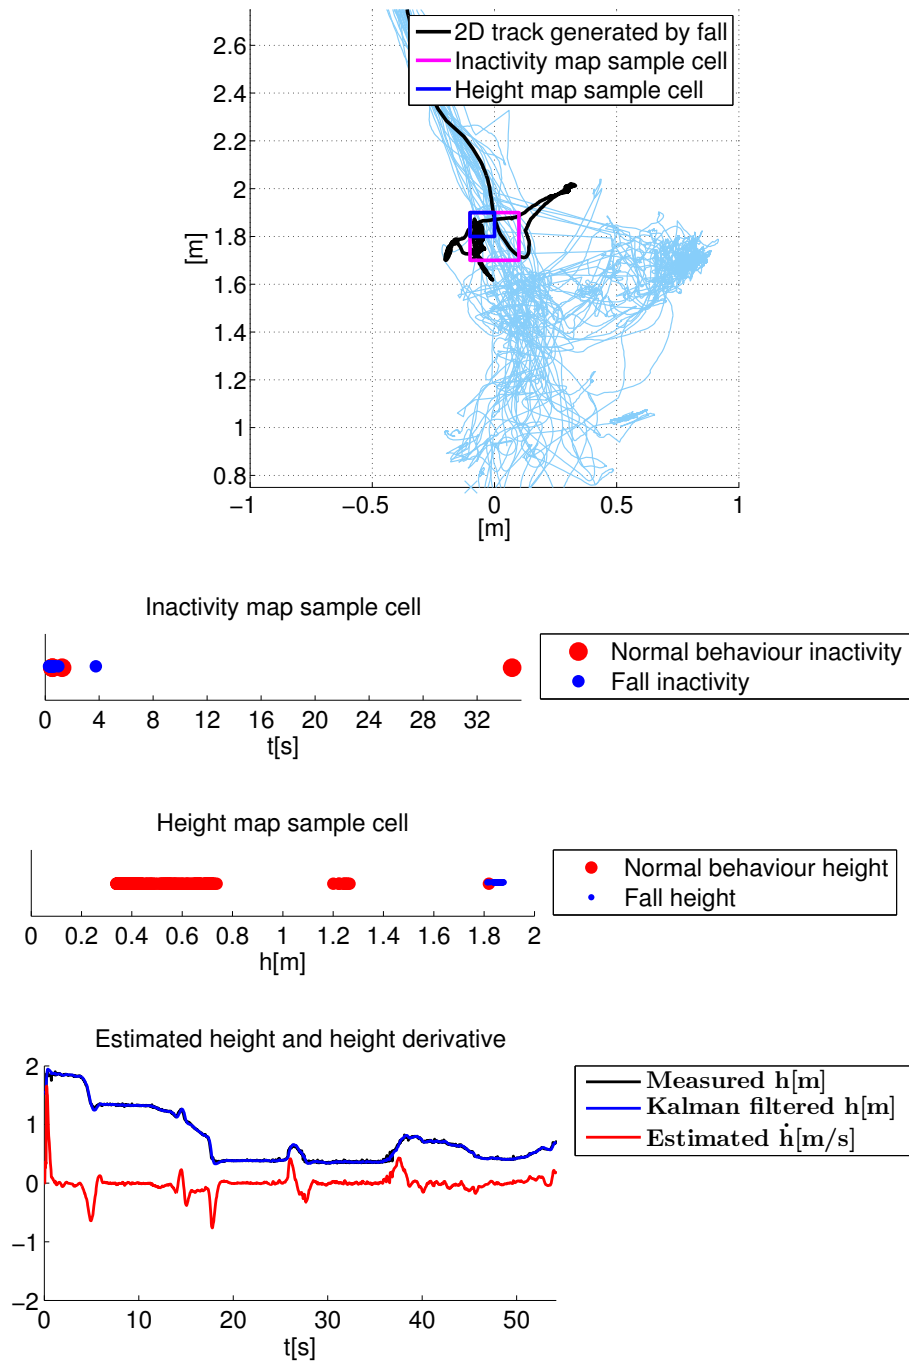 2.6
2.4
2.2
2
1.8
1.6
1.4
1.2
1
0.8
[m]
−1
−0.5
0
0.5
1
[m]
2D track generated by fall
Inactivity map sample cell
Height map sample cell
Inactivity map sample cell
0 4 8 12 16 20 24 28 32
t[s]
Normal behaviour inactivity
Fall inactivity
Height map sample cell
0 0.2 0.4 0.6 0.8 1 1.2 1.4 1.6 1.8 2
h[m]
Normal behaviour height
Fall height
Estimated height and height derivative
2
1
0
−1
−2
0 10 20 30 40 50
t[s]
Measured h[m]
Kalman filtered h[m]
Estimated ḣ[m/s]